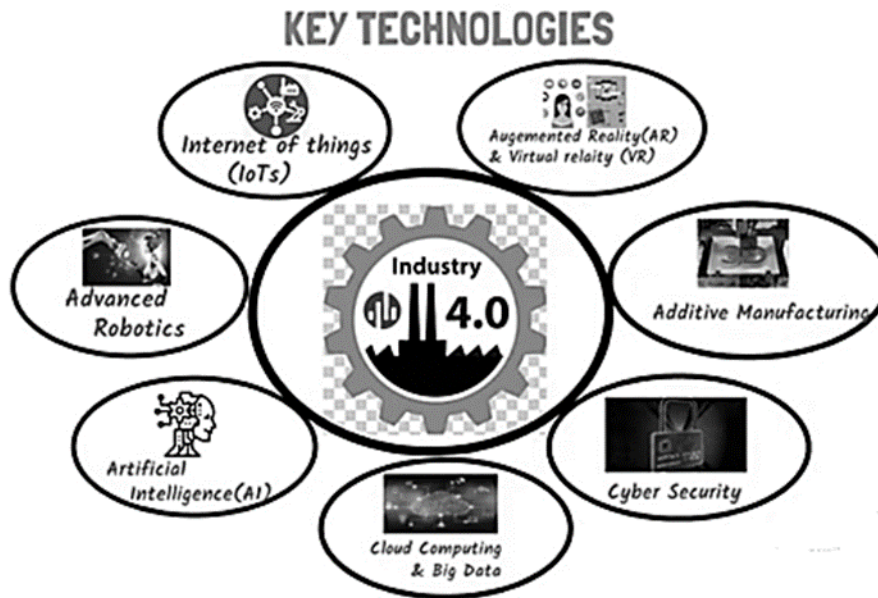 KEY TECHNOLOGIES
Internet of things
(IoTs)
Augemented Reality(AR)
& Virtual relaity (VR)
Advanced
Robotics
Industry
4.0
Additive Manufacturing
Artificial
Intelligence(AI)
Cyber Security
Cloud Computing
& Big Data